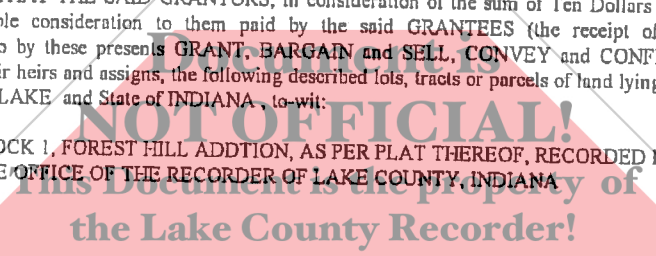 THE SAID GRANTORS, in consideration of the sum of Ten Dollars
ble consideration to them paid by the said GRANTEES (the receipt of
by these presents GRANT, BARGAIN and SELL, CONVEY and CONF
ir heirs and assigns, the following described lots, tracts or parcels of land lying
LAKE and State of INDIANA , to-wit:
OCK 1, FOREST HILL ADDTION, AS PER PLAT THEREOF, RECORDED
E OFFICE OF THE RECORDER OF LAKE COUNTY, INDIANA
Document is
NOT OFFICIAL!
This Document is the property of
the Lake County Recorder!